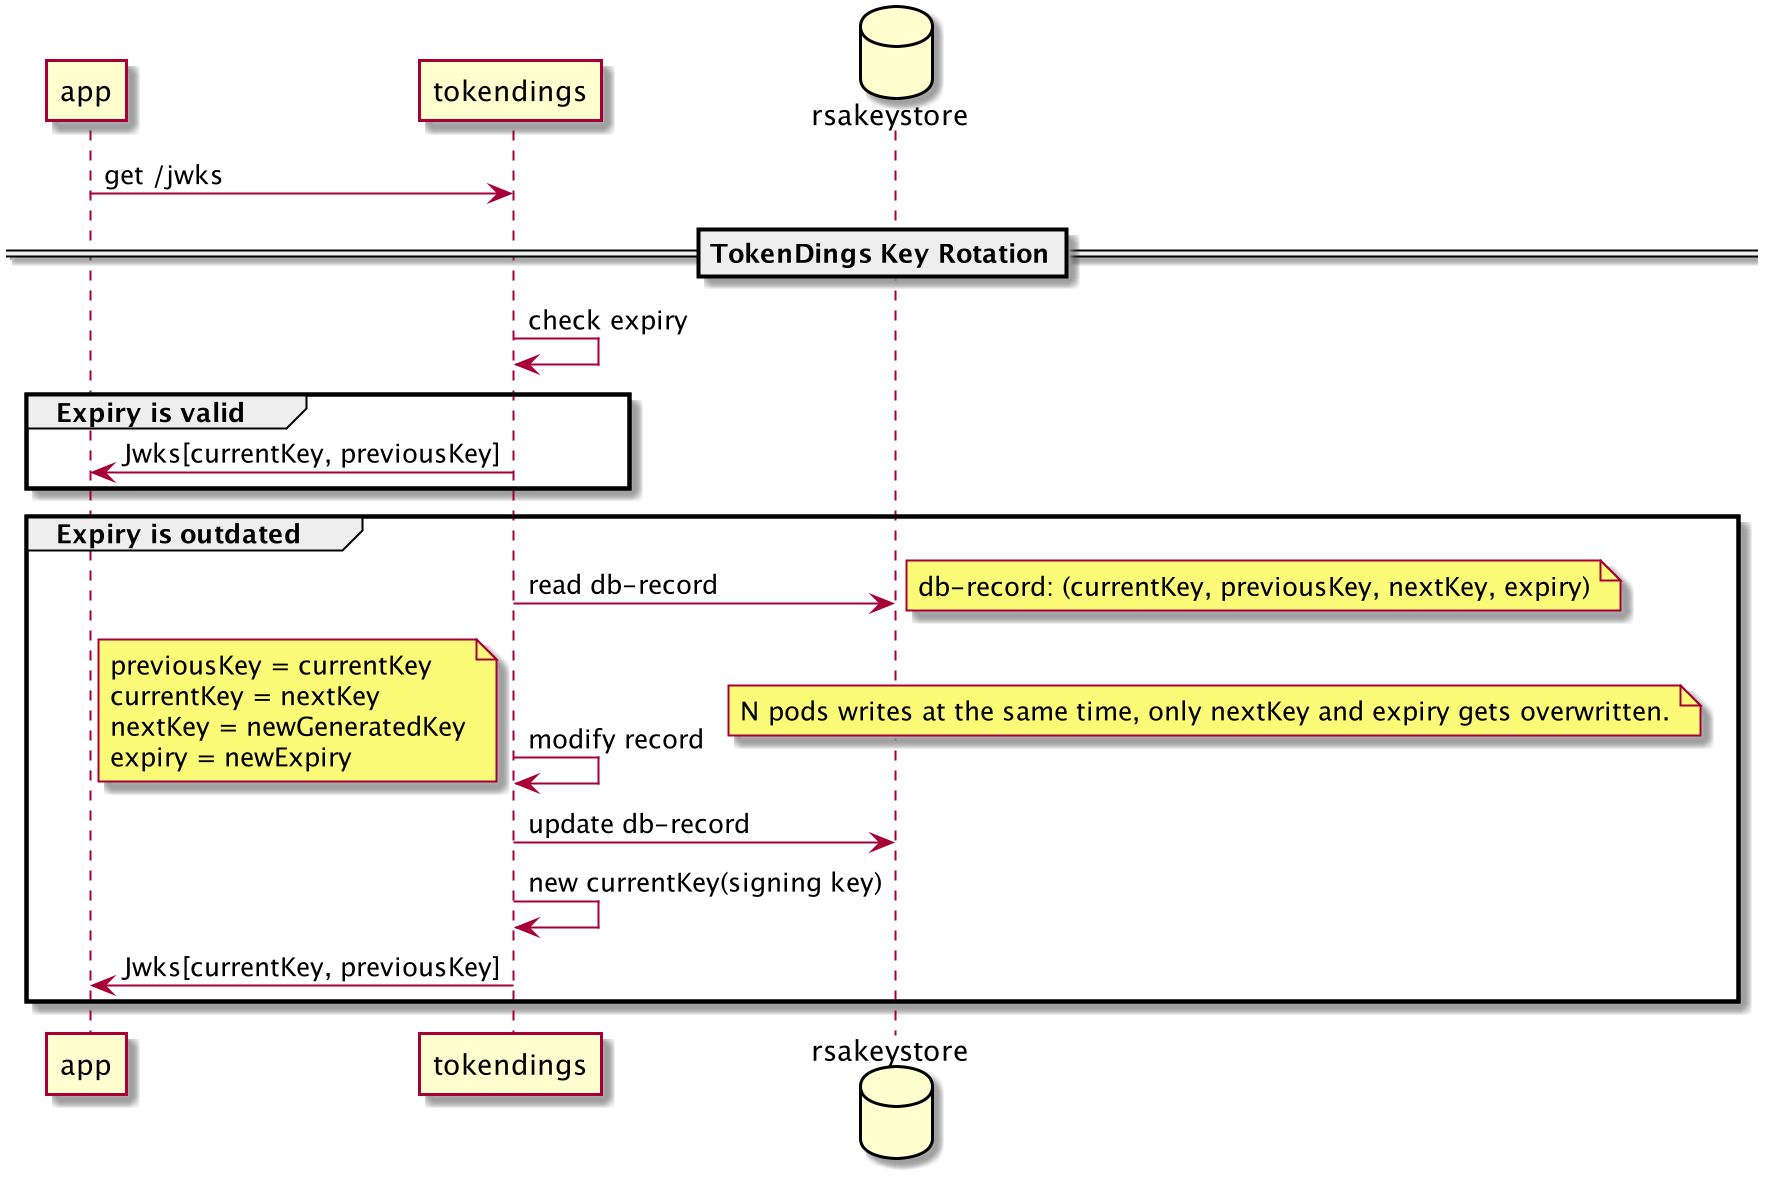 app
tokendings
rsakeystore
get /jwks
TokenDings Key Rotation
check expiry
Expiry is valid
Jwks[currentKey, previousKey]
Expiry is outdated
read db-record
db-record: (currentKey, previousKey, nextKey, expiry)
previousKey = currentKey
currentKey = nextKey
nextKey = newGeneratedKey
expiry = newExpiry
N pods writes at the same time, only nextKey and expiry gets overwritten.
modify record
update db-record
new currentKey(signing key)
Jwks[currentKey, previousKey]
app
tokendings
rsakeystore